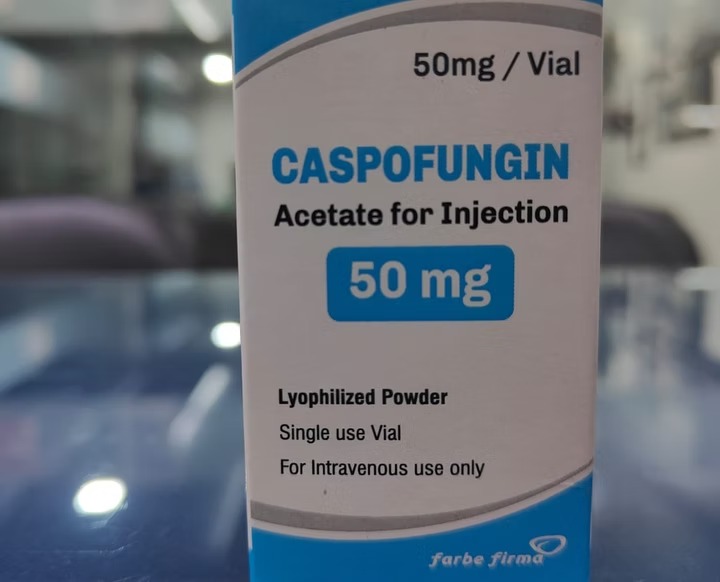 50mg / Vial
CASPOFUNGIN
Acetate for Injection
50 mg
Lyophilized Powder
Single use Vial
For Intravenous use only
farbe firma